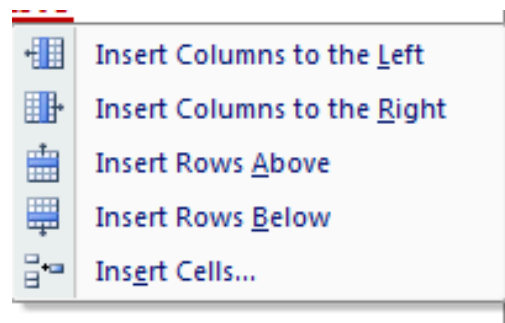 Insert Columns to the Left
Insert Columns to the Right
Insert Rows Above
Insert Rows Below
Insert Cells...